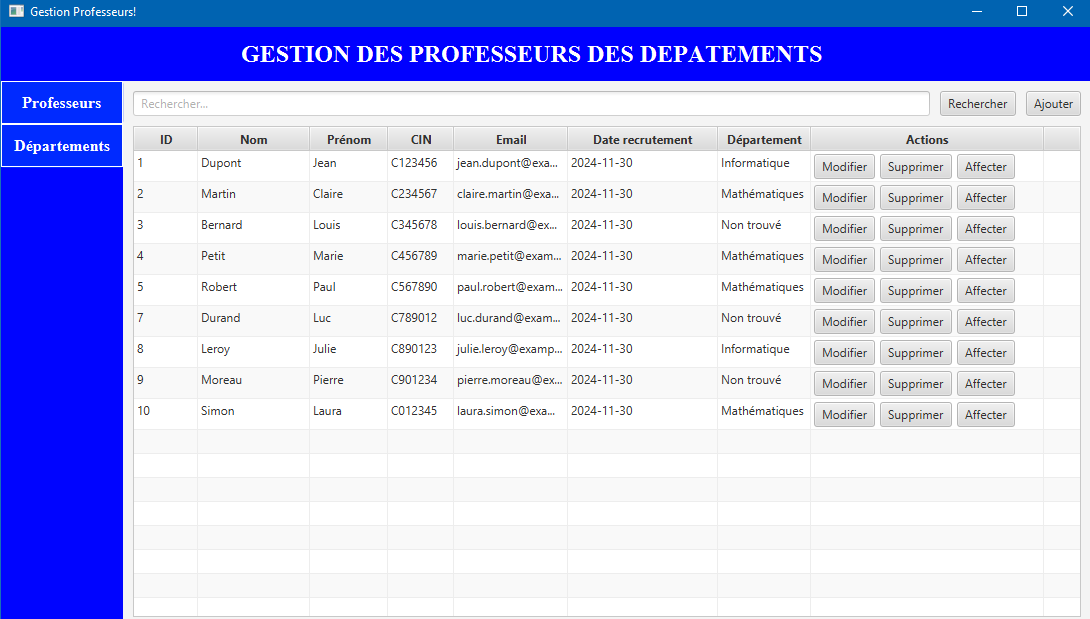 Gestion Professeurs!
GESTION DES PROFESSEURS DES DEPATEMENTS
Professeurs
Départements
Rechercher... Rechercher Ajouter
ID Nom Prénom CIN Email Date recrutement Département Actions
1 Dupont Jean C123456 jean.dupont@exa... 2024-11-30 Informatique Modifier Supprimer Affecter
2 Martin Claire C234567 claire.martin@exa... 2024-11-30 Mathématiques Modifier Supprimer Affecter
3 Bernard Louis C345678 louis.bernard@ex... 2024-11-30 Non trouvé Modifier Supprimer Affecter
4 Petit Marie C456789 marie.petit@exam... 2024-11-30 Mathématiques Modifier Supprimer Affecter
5 Robert Paul C567890 paul.robert@exam... 2024-11-30 Mathématiques Modifier Supprimer Affecter
7 Durand Luc C789012 luc.durand@exam... 2024-11-30 Non trouvé Modifier Supprimer Affecter
8 Leroy Julie C890123 julie.leroy@examp... 2024-11-30 Informatique Modifier Supprimer Affecter
9 Moreau Pierre C901234 pierre.moreau@ex... 2024-11-30 Non trouvé Modifier Supprimer Affecter
10 Simon Laura C012345 laura.simon@exa... 2024-11-30 Mathématiques Modifier Supprimer Affecter